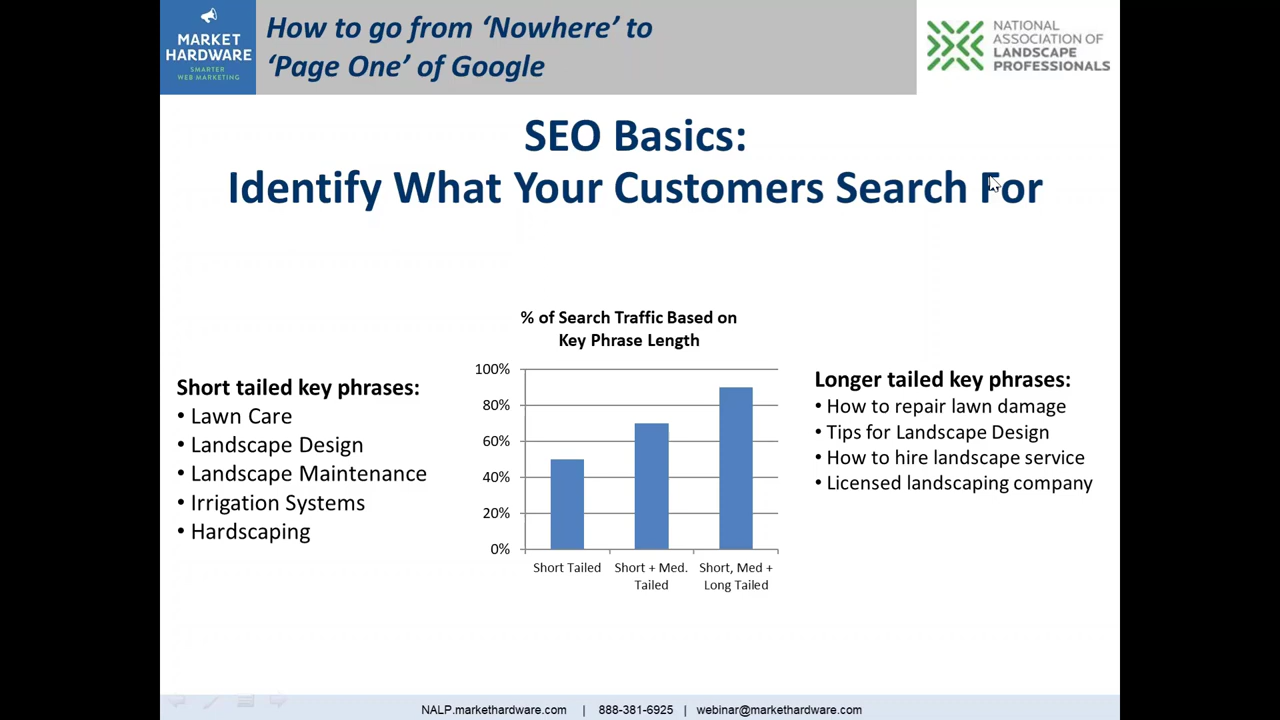 MARKET
HARDWARE
SMARTER
WEB MARKETING
How to go from ‘Nowhere’ to
‘Page One’ of Google
NATIONAL
ASSOCIATION OF
LANDSCAPE
PROFESSIONALS
SEO Basics:
Identify What Your Customers Search For
Short tailed key phrases:
• Lawn Care
• Landscape Design
• Landscape Maintenance
• Irrigation Systems
• Hardscaping
% of Search Traffic Based on
Key Phrase Length
100%
80%
60%
40%
20%
0%
Short Tailed
Short + Med.
Tailed
Short, Med +
Long Tailed
Longer tailed key phrases:
• How to repair lawn damage
• Tips for Landscape Design
• How to hire landscape service
• Licensed landscaping company
NALP.markethardware.com | 888-381-6925 | webinar@markethardware.com